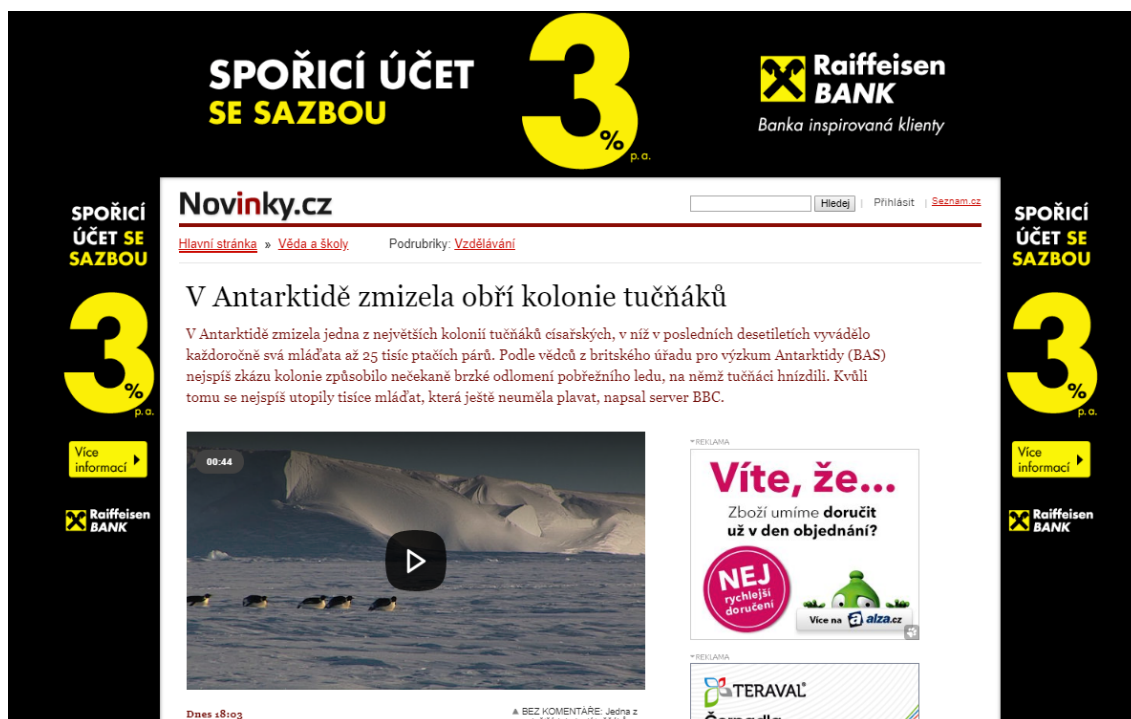 SPOŘICÍ ÚČET
SE SAZBOU
3
%
p.a.
Raiffeisen
BANK
Banka inspirovaná klienty
SPOŘICÍ
ÚČET SE
SAZBOU
3
%
p.a.
Více
informací
Raiffeisen
BANK
Novinky.cz
Hledej | Přihlásit | Seznam.cz
Hlavní stránka » Věda a školy Podrubriky: Vzdělávání
V Antarktidě zmizela obří kolonie tučňáků
V Antarktidě zmizela jedna z největších kolonií tučňáků císařských, v níž v posledních desetiletích vyvádělo
každoročně svá mláďata až 25 tisíc ptačích párů. Podle vědců z britského úřadu pro výzkum Antarktidy (BAS)
nejspíš zkázu kolonie způsobilo nečekaně brzké odlomení pobřežního ledu, na němž tučňáci hnízdili. Kvůli
tomu se nejspíš utopily tisíce mláďat, která ještě neuměla plavat, napsal server BBC.
00:44
Dnes 18:03
BEZ KOMENTÁŘE: Jedna z
REKLAMA
Víte, že...
Zboží umíme doručit
už v den objednání?
NEJ
rychlejší
doručení
Více na alza.cz
REKLAMA
TERAVAL
SPOŘICÍ
ÚČET SE
SAZBOU
3
%
p.a.
Více
informací
Raiffeisen
BANK